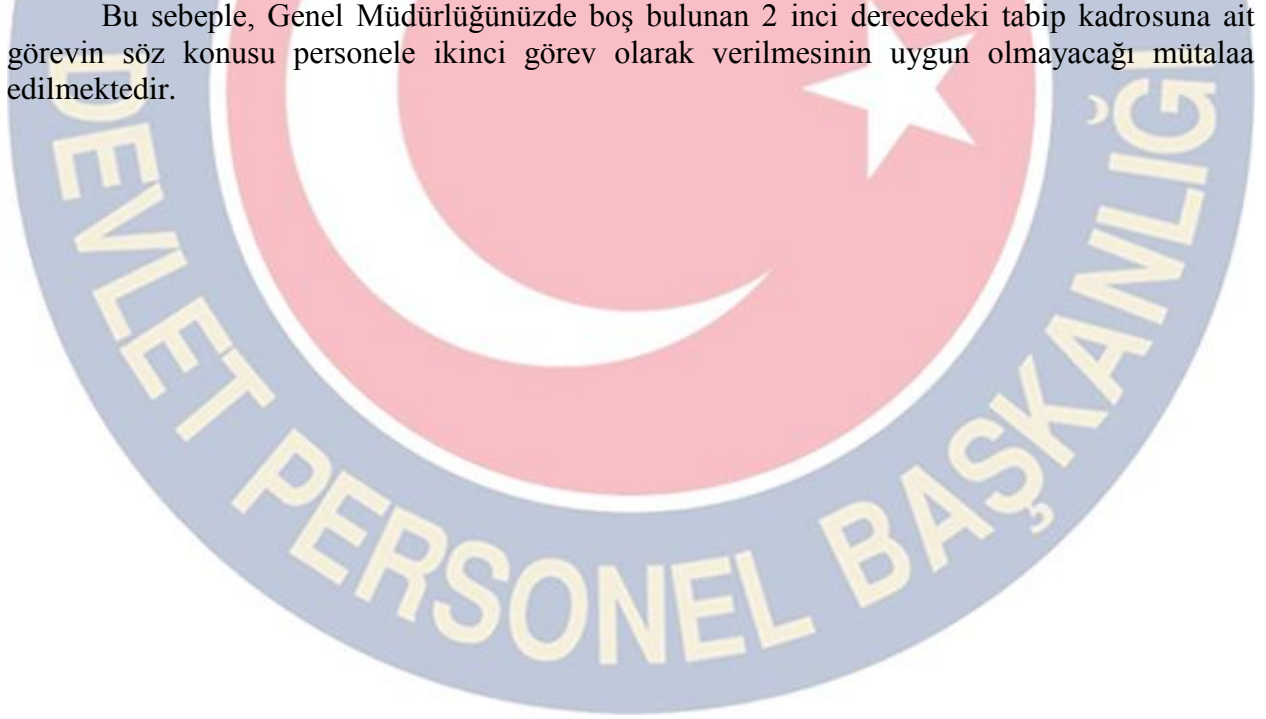 Bu sebeple, Genel Müdürlüğünüzde boş bulunan 2 inci derecedeki tabip kadrosuna ait
görevin söz konusu personele ikinci görev olarak verilmesinin uygun olmayacağı mütalaa
edilmektedir.
DEVLET PERSONEL BAŞKANLIĞI